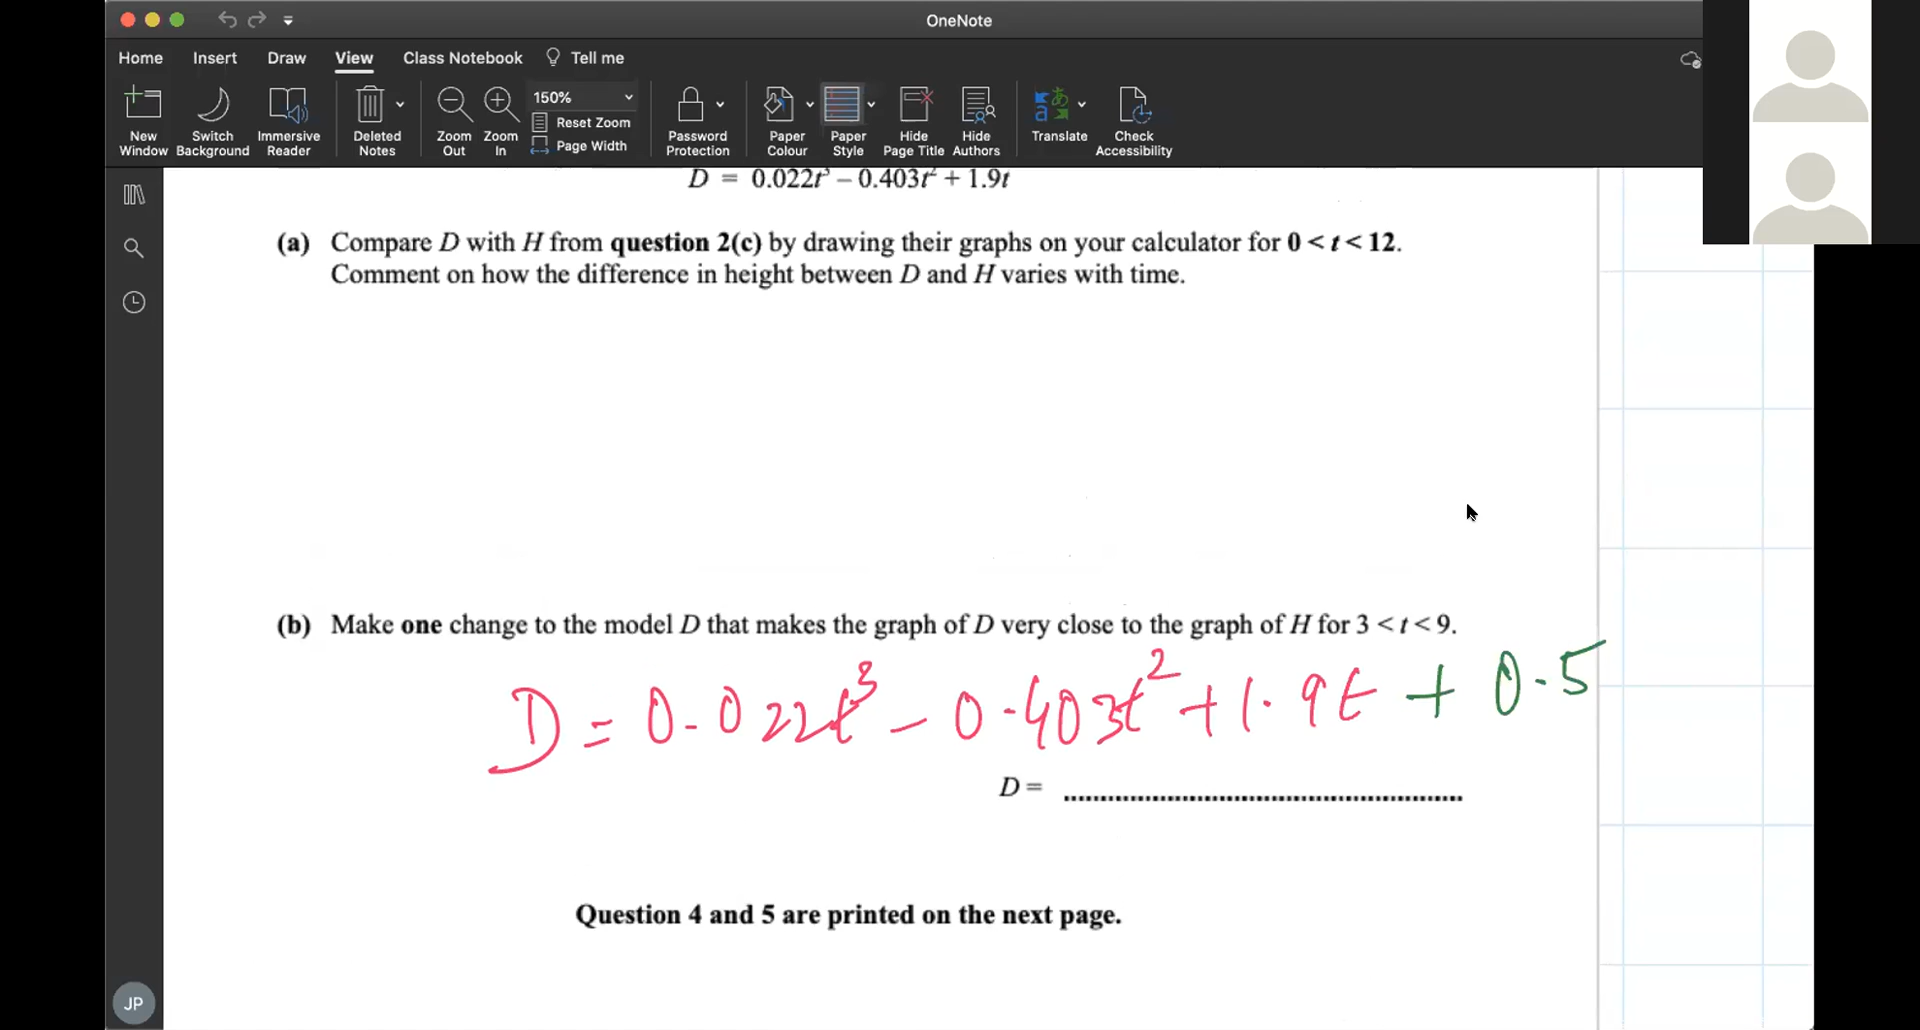 OneNote
Home Insert Draw View Class Notebook Tell me
150%
Reset Zoom
Page Width
New Window
Switch Background
Immersive Reader
Deleted Notes
Zoom Out
Zoom In
Password Protection
Paper Colour
Paper Style
Hide Page Title
Hide Authors
Translate
Check Accessibility
D = 0.022t³ – 0.403t² + 1.9t
(a) Compare D with H from question 2(c) by drawing their graphs on your calculator for 0 < t < 12.
Comment on how the difference in height between D and H varies with time.
(b) Make one change to the model D that makes the graph of D very close to the graph of H for 3 < t < 9.
D = 0.022t³ – 0.403t² + 1.9t + 0.5
D = ........................................................
Question 4 and 5 are printed on the next page.
JP